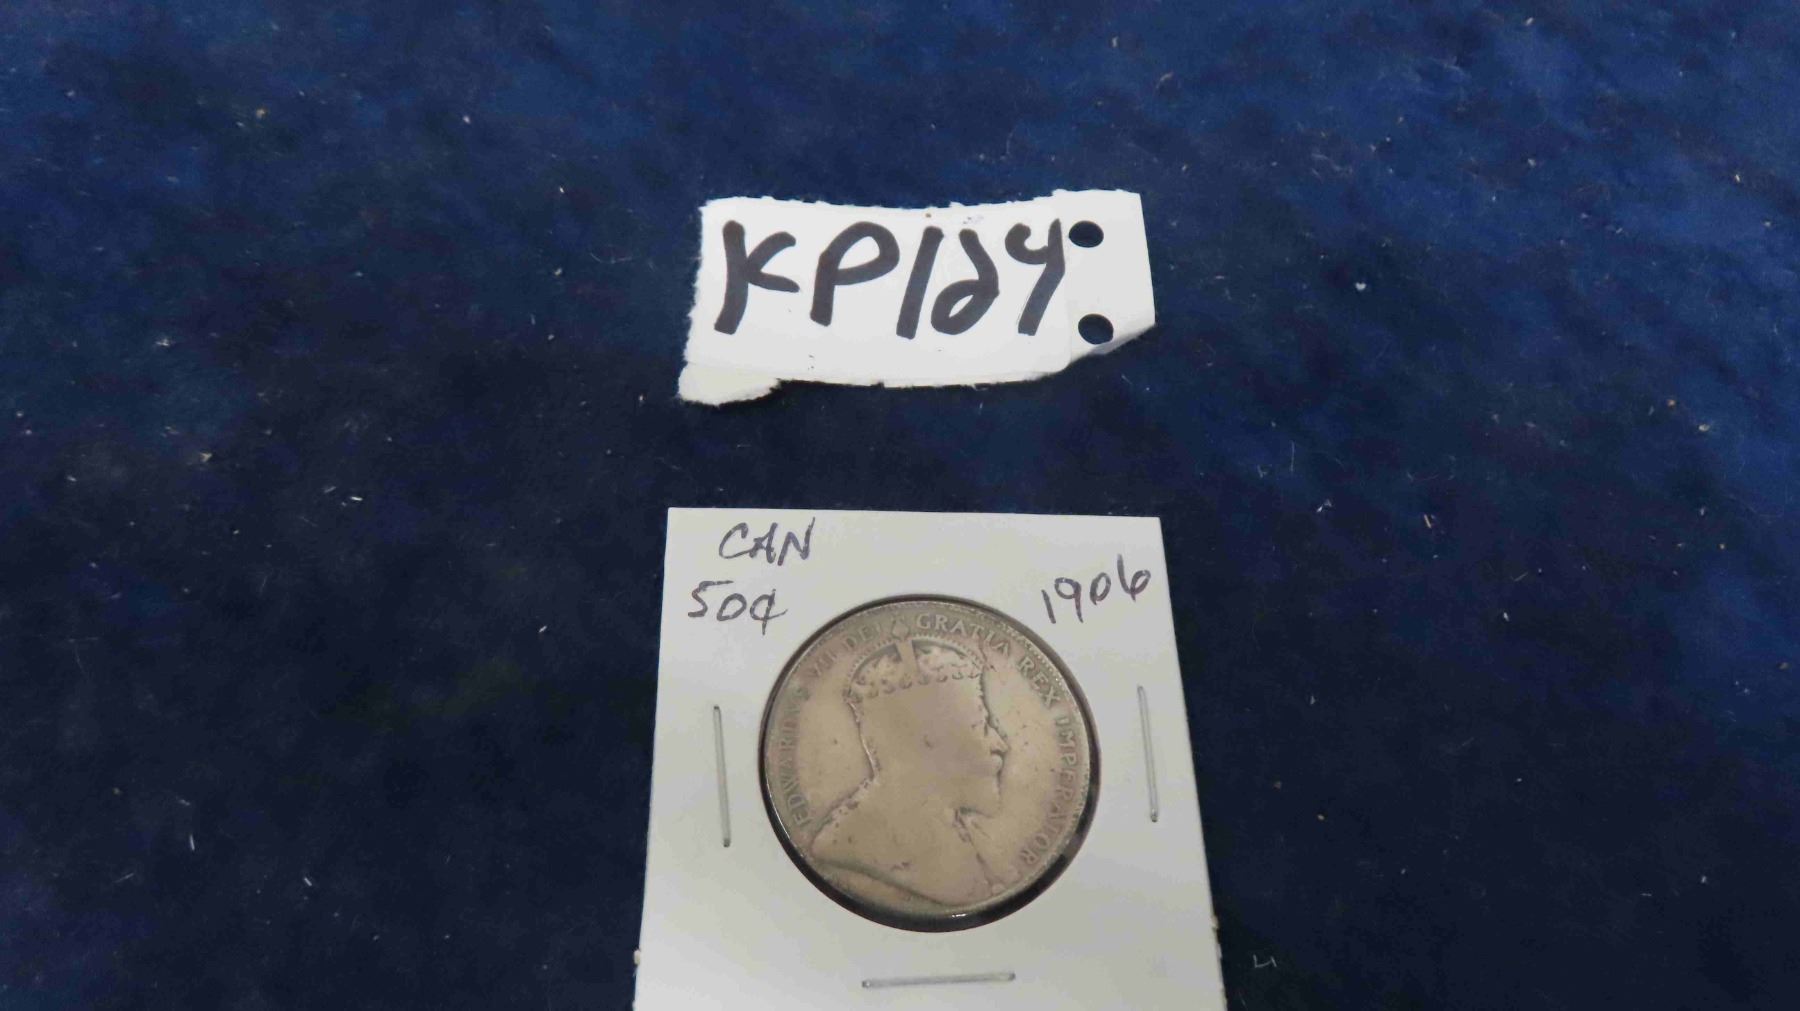 KP124
CAN
50¢
1906
EDWARDVS VII DEI GRATIA REX IMPERATOR